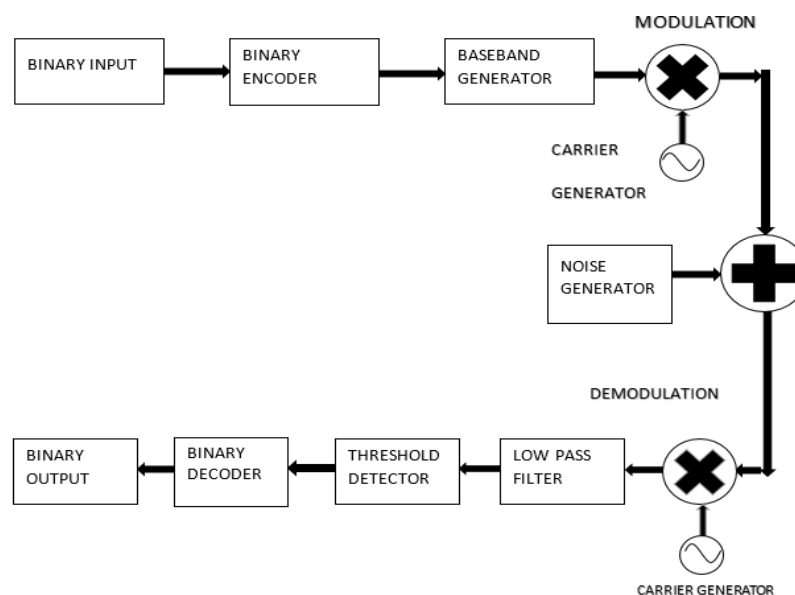 MODULATION
BINARY INPUT
BINARY
ENCODER
BASEBAND
GENERATOR
CARRIER
GENERATOR
NOISE
GENERATOR
DEMODULATION
BINARY
OUTPUT
BINARY
DECODER
THRESHOLD
DETECTOR
LOW PASS
FILTER
CARRIER GENERATOR